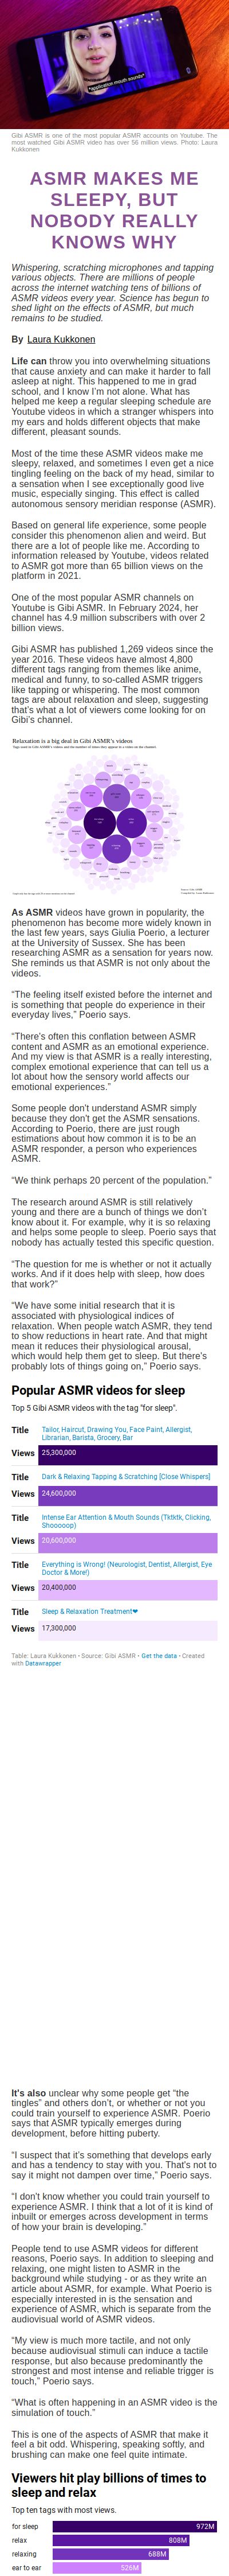 *application mouth sounds*
Gibi ASMR is one of the most popular ASMR accounts on Youtube. The
most watched Gibi ASMR video has over 56 million views. Photo: Laura
Kukkonen
ASMR MAKES ME
SLEEPY, BUT
NOBODY REALLY
KNOWS WHY
Whispering, scratching microphones and tapping
various objects. There are millions of people
across the internet watching tens of billions of
ASMR videos every year. Science has begun to
shed light on the effects of ASMR, but much
remains to be studied.
By Laura Kukkonen
Life can throw you into overwhelming situations
that cause anxiety and can make it harder to fall
asleep at night. This happened to me in grad
school, and I know I'm not alone. What has
helped me keep a regular sleeping schedule are
Youtube videos in which a stranger whispers into
my ears and holds different objects that make
different, pleasant sounds.
Most of the time these ASMR videos make me
sleepy, relaxed, and sometimes I even get a nice
tingling feeling on the back of my head, similar to
a sensation when I see exceptionally good live
music, especially singing. This effect is called
autonomous sensory meridian response (ASMR).
Based on general life experience, some people
consider this phenomenon alien and weird. But
there are a lot of people like me. According to
information released by Youtube, videos related
to ASMR got more than 65 billion views on the
platform in 2021.
One of the most popular ASMR channels on
Youtube is Gibi ASMR. In February 2024, her
channel has 4.9 million subscribers with over 2
billion views.
Gibi ASMR has published 1,269 videos since the
year 2016. These videos have almost 4,800
different tags ranging from themes like anime,
medical and funny, to so-called ASMR triggers
like tapping or whispering. The most common
tags are about relaxation and sleep, suggesting
that's what a lot of viewers come looking for on
Gibi's channel.
Relaxation is a big deal in Gibi ASMR's videos
As ASMR videos have grown in popularity, the
phenomenon has become more widely known in
the last few years, says Giulia Poerio, a lecturer
at the University of Sussex. She has been
researching ASMR as a sensation for years now.
She reminds us that ASMR is not only about the
videos.
“The feeling itself existed before the internet and
is something that people do experience in their
everyday lives,” Poerio says.
“There's often this conflation between ASMR
content and ASMR as an emotional experience.
And my view is that ASMR is a really interesting,
complex emotional experience that can tell us a
lot about how the sensory world affects our
emotional experiences.”
Some people don't understand ASMR simply
because they don't get the ASMR sensations.
According to Poerio, there are just rough
estimations about how common it is to be an
ASMR responder, a person who experiences
ASMR.
“We think perhaps 20 percent of the population.”
The research around ASMR is still relatively
young and there are a bunch of things we don't
know about it. For example, why it is so relaxing
and helps some people to sleep. Poerio says that
nobody has actually tested this specific question.
“The question for me is whether or not it actually
works. And if it does help with sleep, how does
that work?”
“We have some initial research that it is
associated with physiological indices of
relaxation. When people watch ASMR, they tend
to show reductions in heart rate. And that might
mean it reduces their physiological arousal,
which would help them get to sleep. But there's
probably lots of things going on,” Poerio says.
Popular ASMR videos for sleep
Top 5 Gibi ASMR videos with the tag "for sleep".
Title Tailor, Haircut, Drawing You, Face Paint, Allergist,
Librarian, Barista, Grocery, Bar
Views 25,300,000
Title Dark & Relaxing Tapping & Scratching [Close Whispers]
Views 24,600,000
Title Intense Ear Attention & Mouth Sounds (Tktktk, Clicking,
Shooooop)
Views 20,600,000
Title Everything is Wrong! (Neurologist, Dentist, Allergist, Eye
Doctor & More!)
Views 20,400,000
Title Sleep & Relaxation Treatment❤
Views 17,300,000
Table: Laura Kukkonen • Source: Gibi ASMR • Get the data • Created
with Datawrapper
It's also unclear why some people get “the
tingles” and others don't, or whether or not you
could train yourself to experience ASMR. Poerio
says that ASMR typically emerges during
development, before hitting puberty.
“I suspect that it's something that develops early
and has a tendency to stay with you. That's not to
say it might not dampen over time,” Poerio says.
“I don't know whether you could train yourself to
experience ASMR. I think that a lot of it is kind of
inbuilt or emerges across development in terms
of how your brain is developing.”
People tend to use ASMR videos for different
reasons, Poerio says. In addition to sleeping and
relaxing, one might listen to ASMR in the
background while studying - or as they write an
article about ASMR, for example. What Poerio is
especially interested in is the sensation and
experience of ASMR, which is separate from the
audiovisual world of ASMR videos.
“My view is much more tactile, and not only
because audiovisual stimuli can induce a tactile
response, but also because predominantly the
strongest and most intense and reliable trigger is
touch,” Poerio says.
“What is often happening in an ASMR video is the
simulation of touch.”
This is one of the aspects of ASMR that make it
feel a bit odd. Whispering, speaking softly, and
brushing can make one feel quite intimate.
Viewers hit play billions of times to
sleep and relax
Top ten tags with most views.
for sleep 972M
relax 808M
relaxing 688M
ear to ear 526M